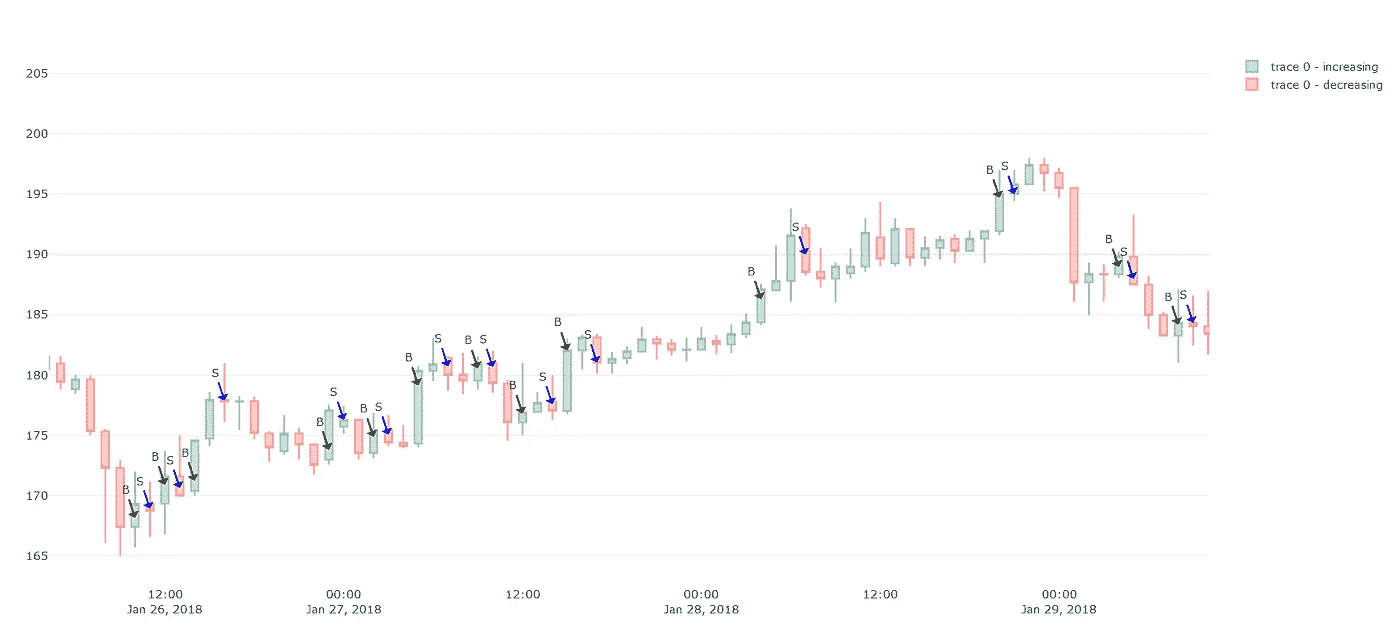 trace 0 - increasing
trace 0 - decreasing
205
200
195
190
185
180
175
170
165
B
S
B
S
B
S
B
S
B
S
B
S
B
S
B
S
B
S
B
S
B
S
B
S
B
S
12:00
Jan 26, 2018
00:00
Jan 27, 2018
12:00
00:00
Jan 28, 2018
12:00
00:00
Jan 29, 2018